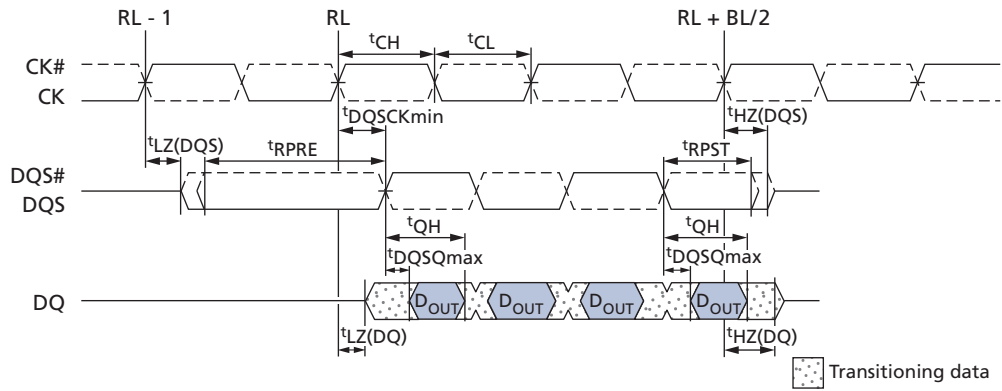 RL - 1 RL RL + BL/2
tCH tCL
CK#
CK
tDQSCKmin tHZ(DQS)
tLZ(DQS) tRPRE tRPST
DQS#
DQS
tQH tQH
tDQSQmax tDQSQmax
DQ DOUT DOUT DOUT DOUT
tLZ(DQ) tHZ(DQ)
Transitioning data